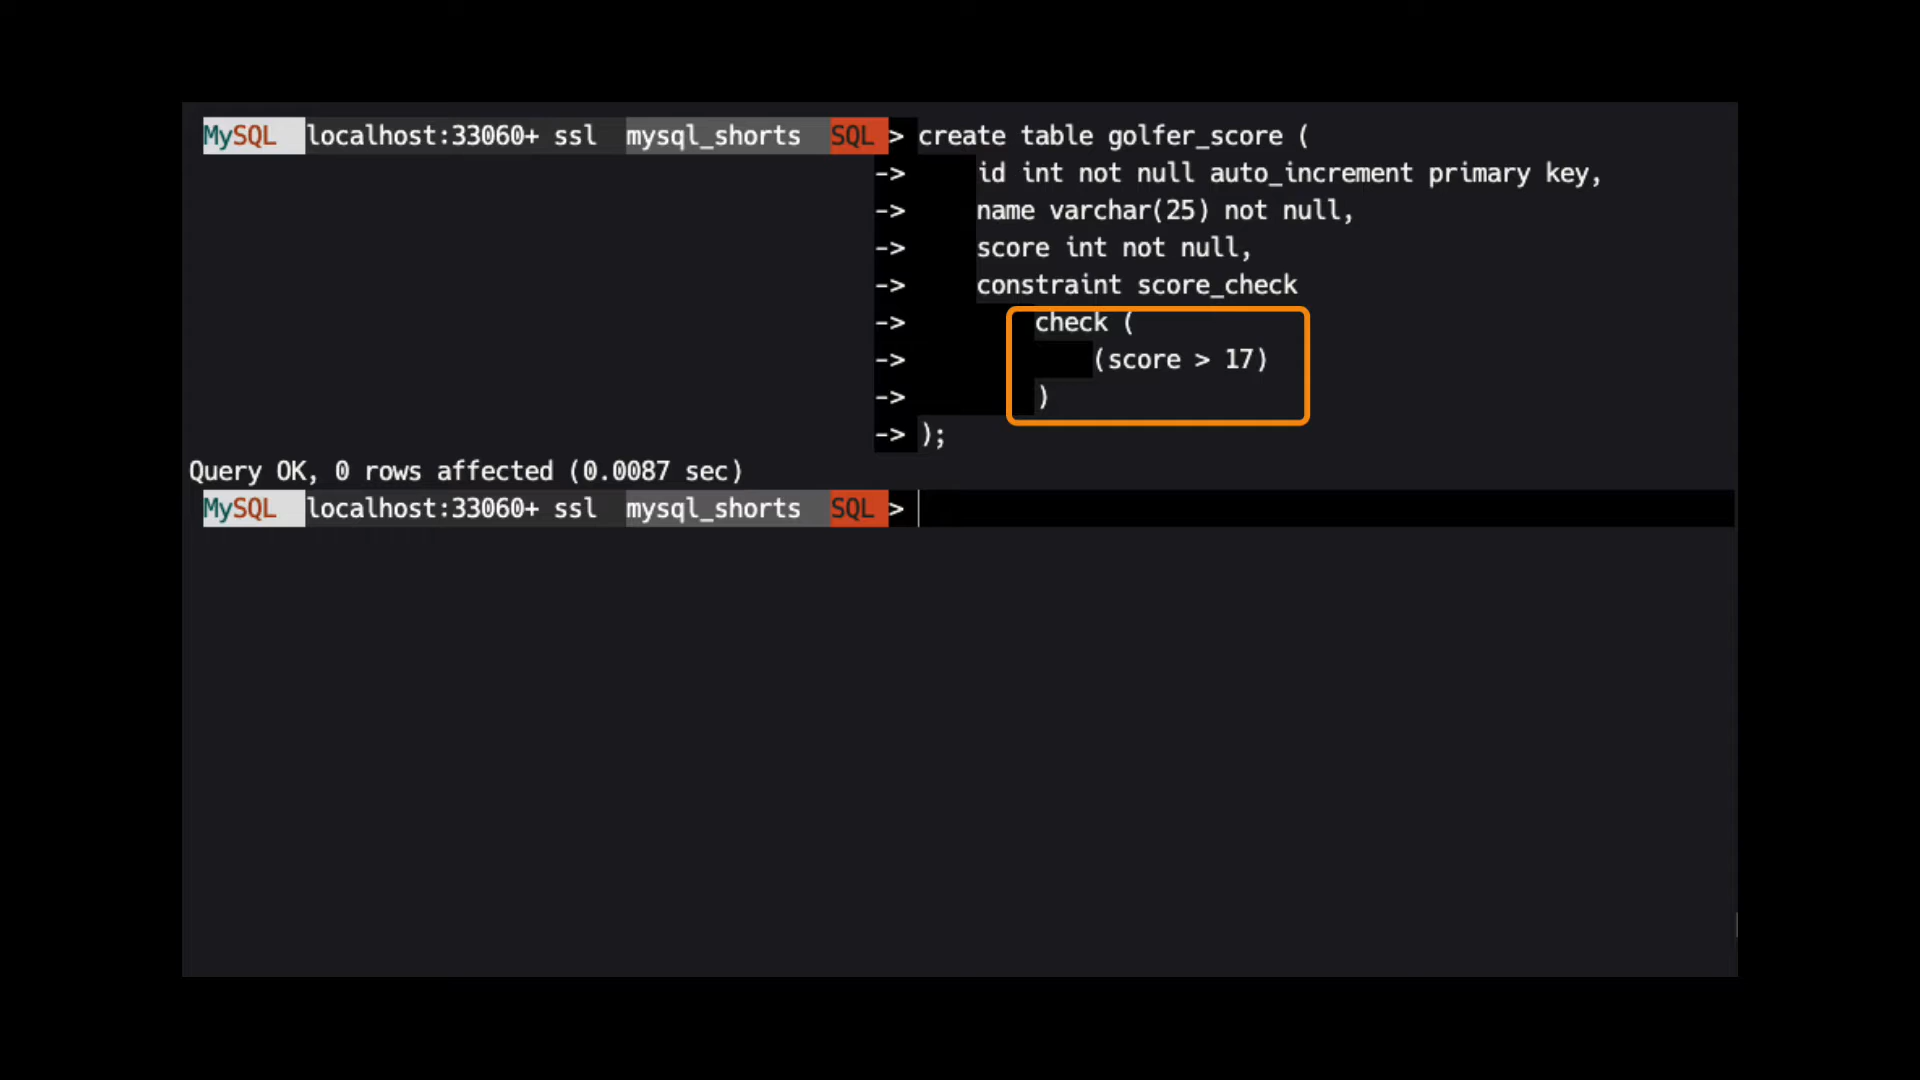 MySQL localhost:33060+ ssl mysql_shorts SQL > create table golfer_score (
-> id int not null auto_increment primary key,
-> name varchar(25) not null,
-> score int not null,
-> constraint score_check
-> check (
-> (score > 17)
-> )
-> );
Query OK, 0 rows affected (0.0087 sec)
MySQL localhost:33060+ ssl mysql_shorts SQL >